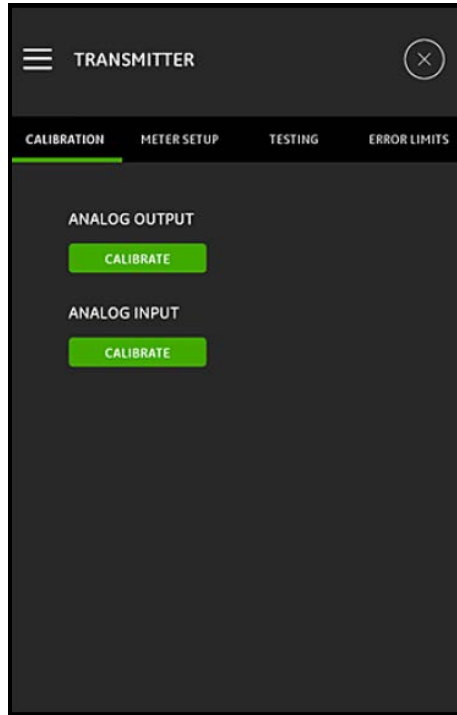 TRANSMITTER
CALIBRATION METER SETUP TESTING ERROR LIMITS
ANALOG OUTPUT
CALIBRATE
ANALOG INPUT
CALIBRATE